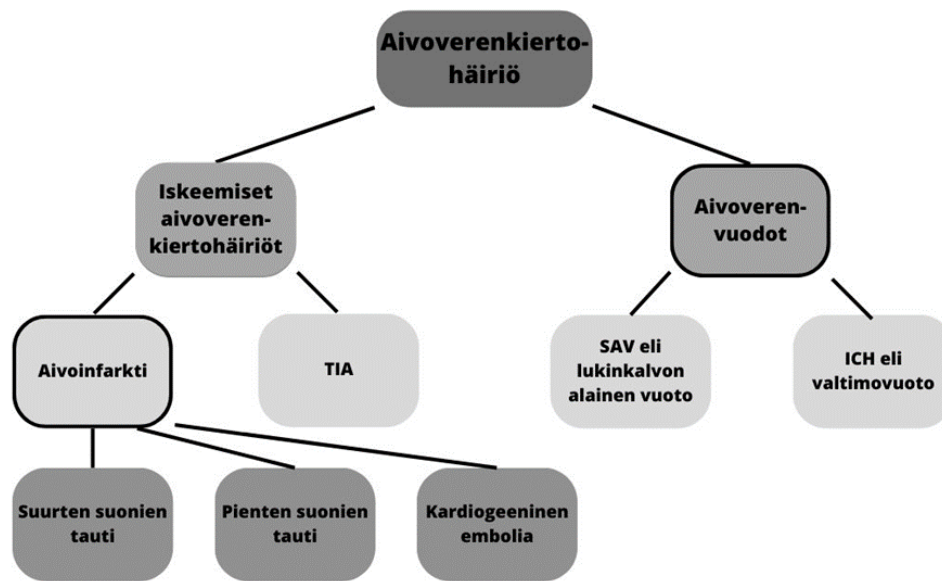 Aivoverenkierto-
häiriö
Iskeemiset
aivoveren-
kiertohäiriöt
Aivoveren-
vuodot
Aivoinfarkti
TIA
SAV eli
lukinkalvon
alainen vuoto
ICH eli
valtimovuoto
Suurten suonien
tauti
Pienten suonien
tauti
Kardiogeeninen
embolia